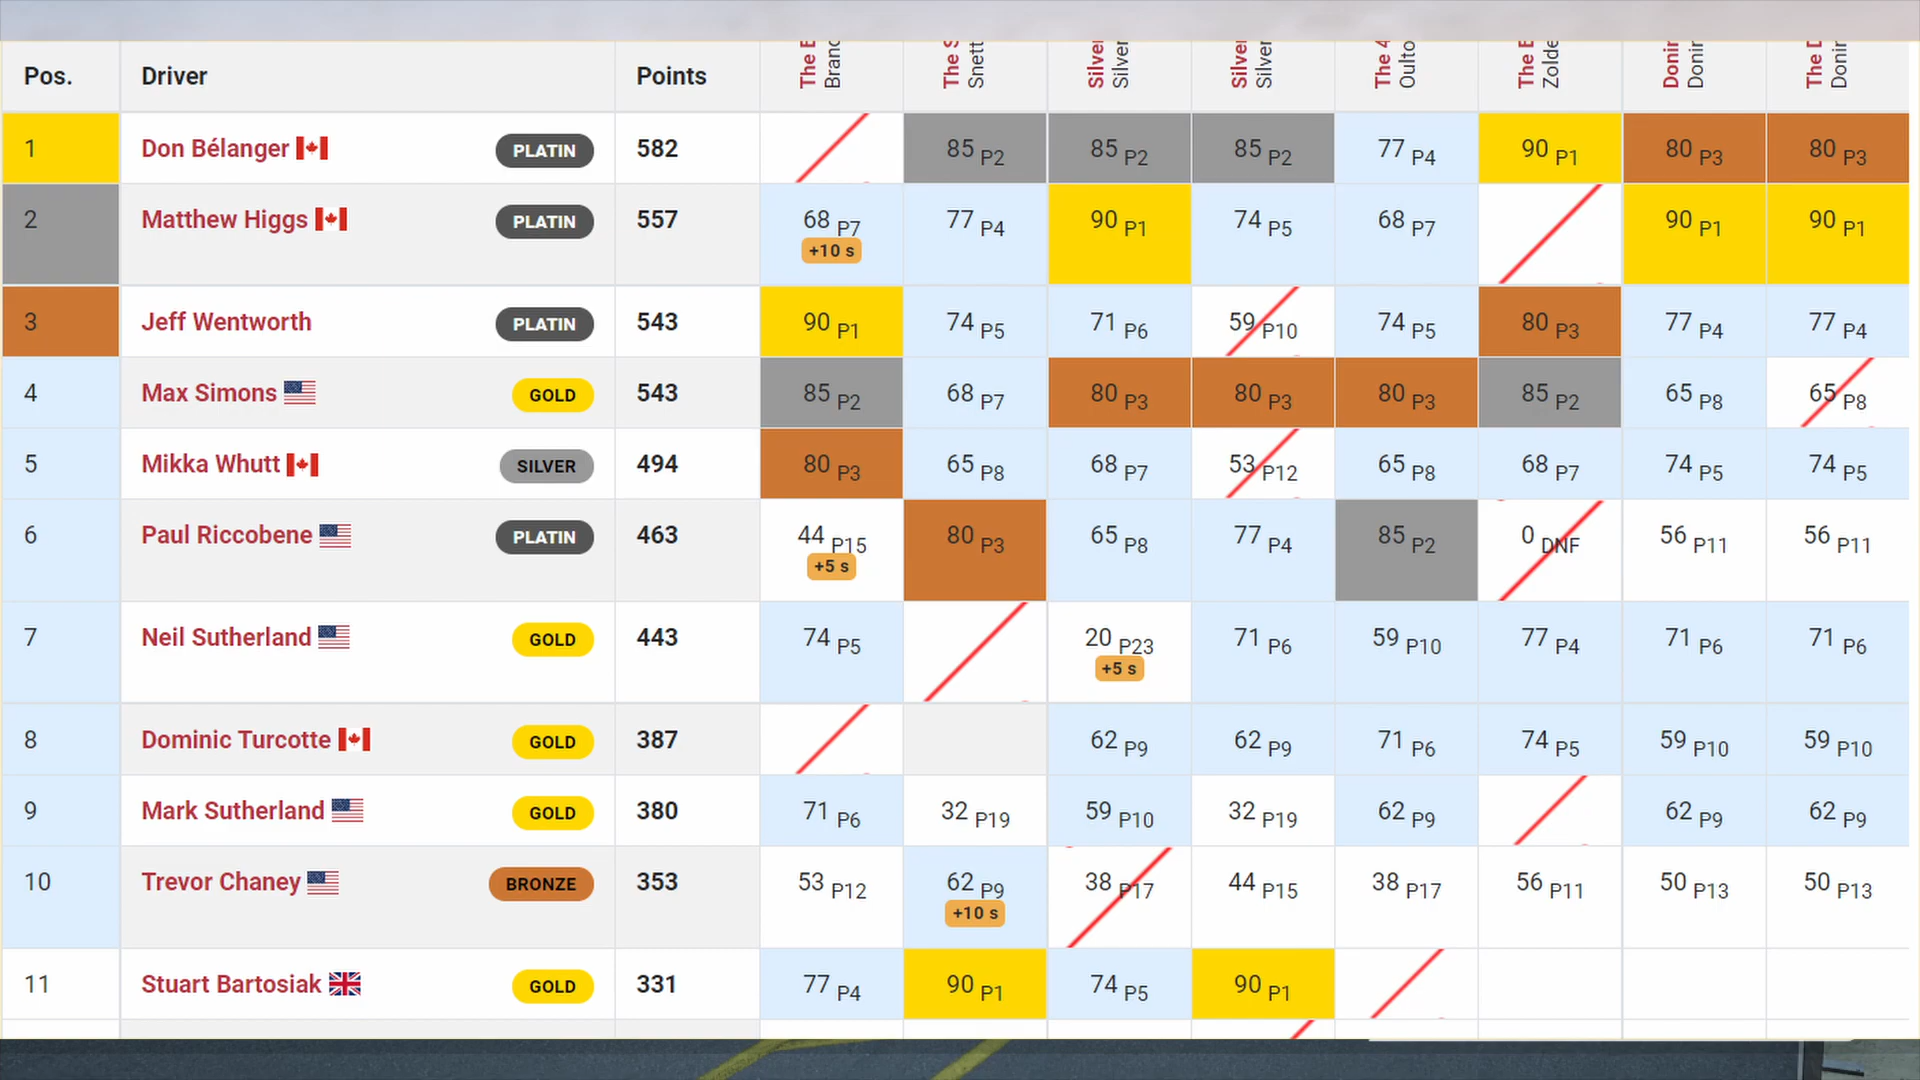 Pos. Driver Points The Branc The Snett Silver Silver Silver Silver The 4 Oulto The Zolde Donir Donir The Donir
1 Don Bélanger PLATIN 582 85 P2 85 P2 85 P2 77 P4 90 P1 80 P3 80 P3
2 Matthew Higgs PLATIN 557 68 P7 77 P4 90 P1 74 P5 68 P7 90 P1 90 P1
+10 s
3 Jeff Wentworth PLATIN 543 90 P1 74 P5 71 P6 59 P10 74 P5 80 P3 77 P4 77 P4
4 Max Simons GOLD 543 85 P2 68 P7 80 P3 80 P3 80 P3 85 P2 65 P8 65 P8
5 Mikka Whutt SILVER 494 80 P3 65 P8 68 P7 53 P12 65 P8 68 P7 74 P5 74 P5
6 Paul Riccobene PLATIN 463 44 P15 80 P3 65 P8 77 P4 85 P2 0 DNF 56 P11 56 P11
+5 s
7 Neil Sutherland GOLD 443 74 P5 20 P23 71 P6 59 P10 77 P4 71 P6 71 P6
+5 s
8 Dominic Turcotte GOLD 387 62 P9 62 P9 71 P6 74 P5 59 P10 59 P10
9 Mark Sutherland GOLD 380 71 P6 32 P19 59 P10 32 P19 62 P9 62 P9 62 P9
10 Trevor Chaney BRONZE 353 53 P12 62 P9 38 P17 44 P15 38 P17 56 P11 50 P13 50 P13
+10 s
11 Stuart Bartosiak GOLD 331 77 P4 90 P1 74 P5 90 P1